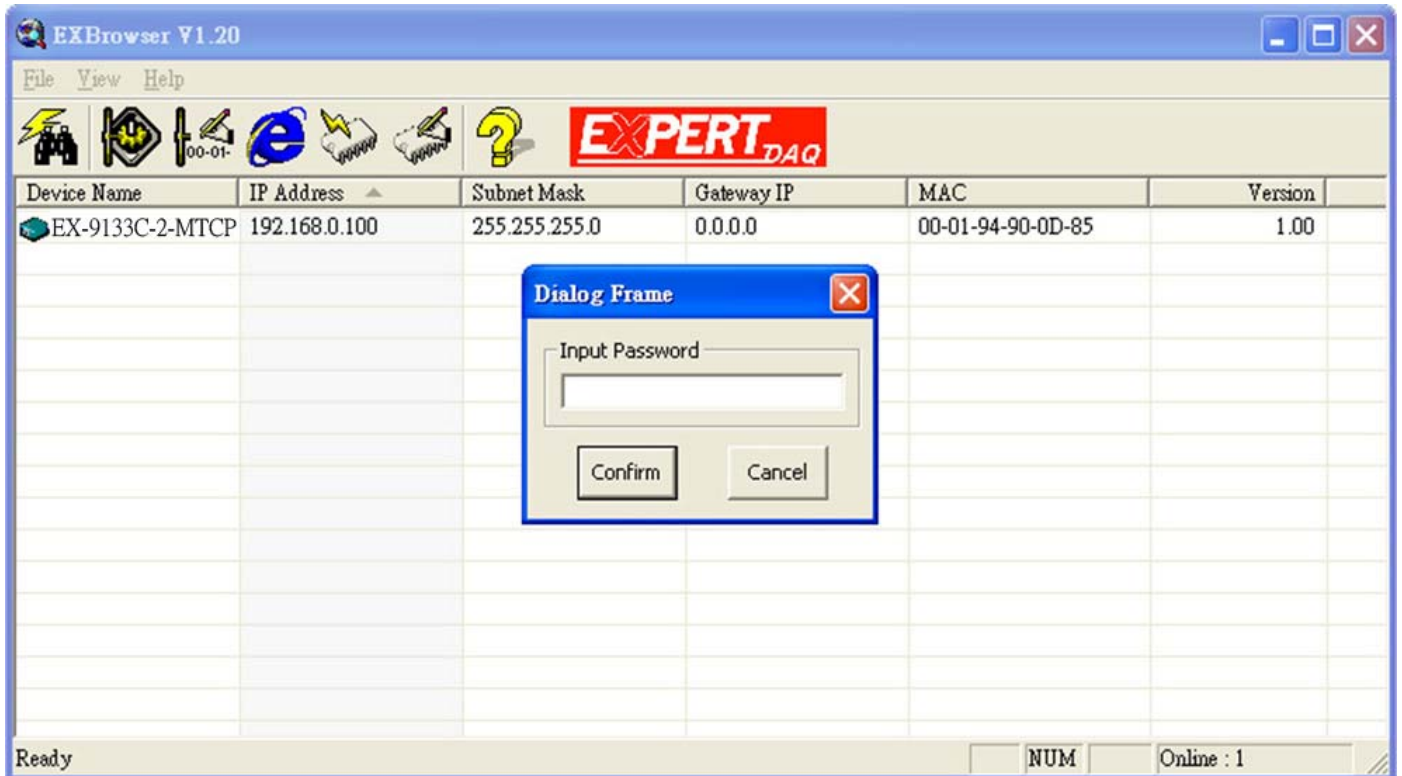 EXBrowser V1.20
File View Help
00-01-
EXPERT DAQ
Device Name IP Address Subnet Mask Gateway IP MAC Version
EX-9133C-2-MTCP 192.168.0.100 255.255.255.0 0.0.0.0 00-01-94-90-0D-85 1.00
Dialog Frame
Input Password
Confirm Cancel
Ready NUM Online : 1